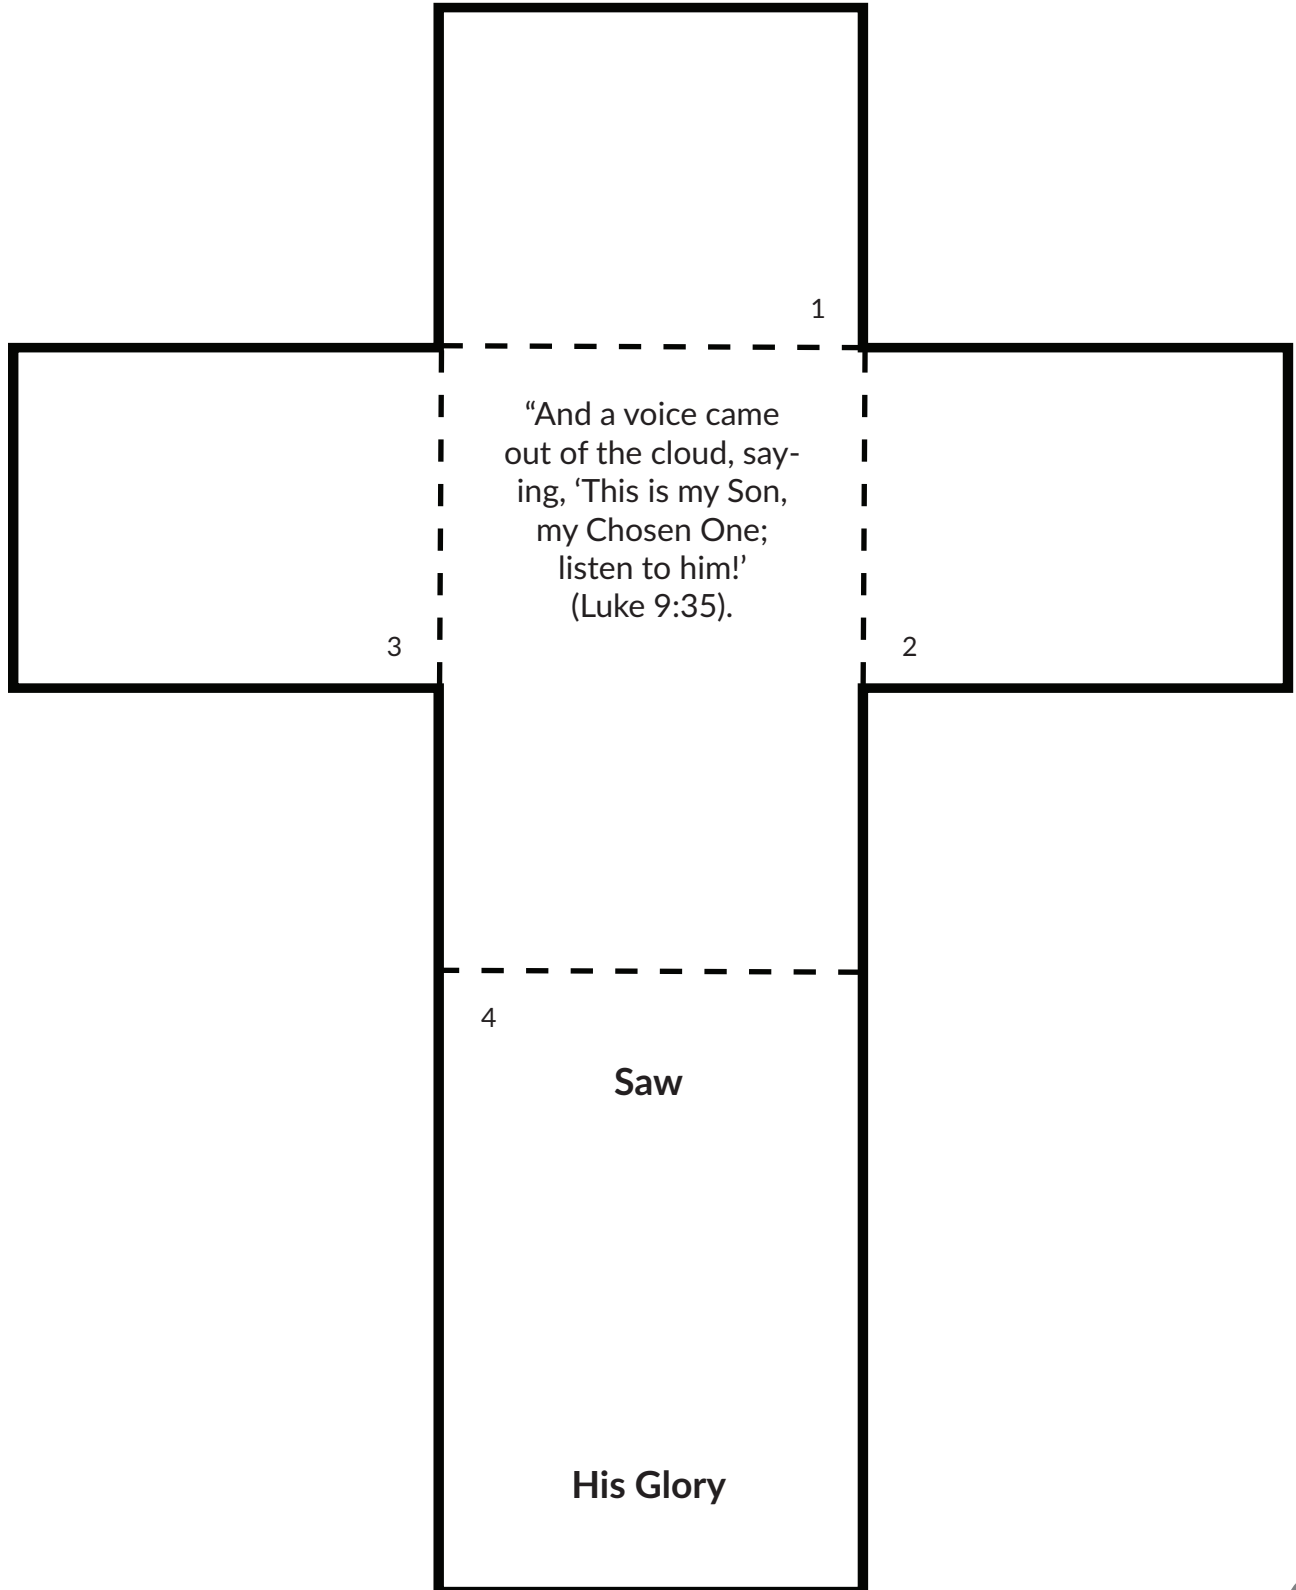 1
“And a voice came
out of the cloud, say-
ing, ‘This is my Son,
my Chosen One;
listen to him!’
(Luke 9:35).
3
2
4
Saw
His Glory